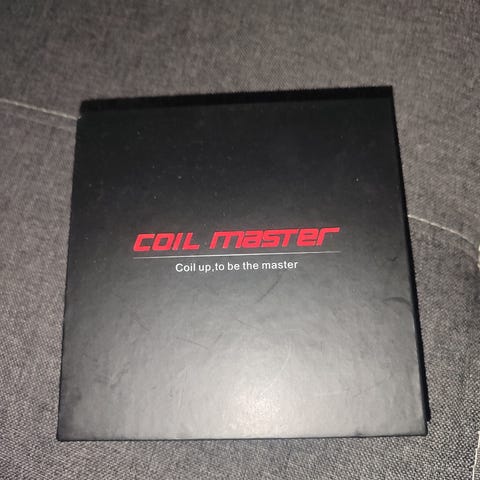 COIL MASTER
Coil up,to be the master